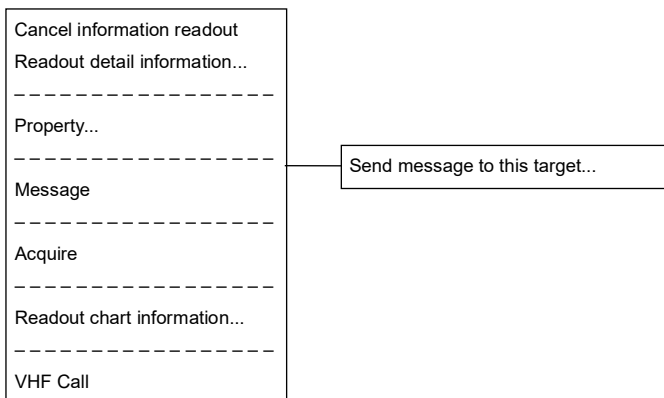 Cancel information readout
Readout detail information...
Property...
Send message to this target...
Message
Acquire
Readout chart information...
VHF Call